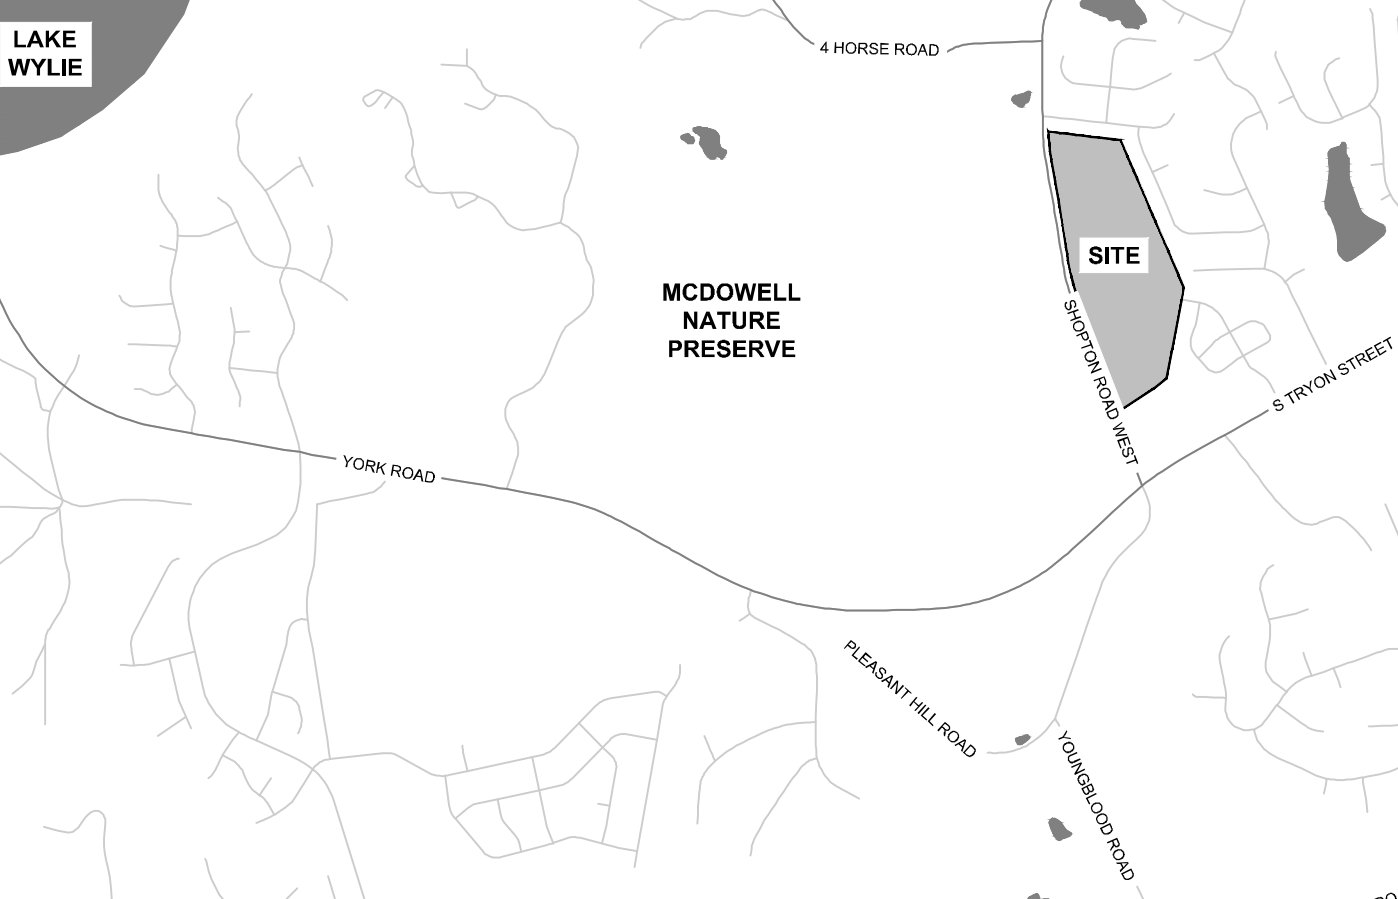 LAKE
WYLIE
4 HORSE ROAD
SITE
MCDOWELL
NATURE
PRESERVE
SHOPTON ROAD WEST
S TRYON STREET
YORK ROAD
PLEASANT HILL ROAD
YOUNGBLOOD ROAD